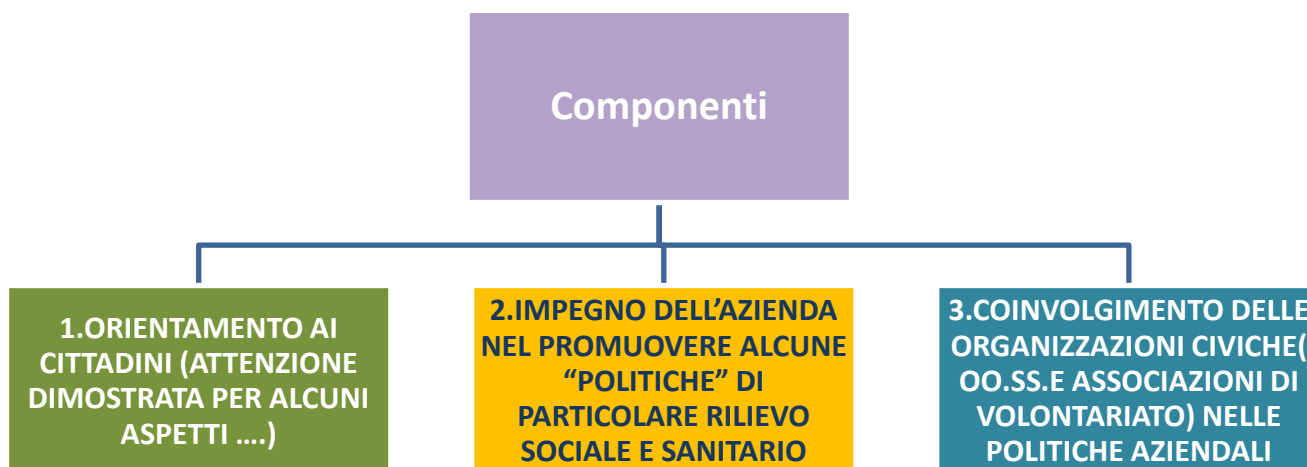 Componenti
1.ORIENTAMENTO AI
CITTADINI (ATTENZIONE
DIMOSTRATA PER ALCUNI
ASPETTI ....)
2.IMPEGNO DELL’AZIENDA
NEL PROMUOVERE ALCUNE
“POLITICHE” DI
PARTICOLARE RILIEVO
SOCIALE E SANITARIO
3.COINVOLGIMENTO DELLE
ORGANIZZAZIONI CIVICHE(
OO.SS.E ASSOCIAZIONI DI
VOLONTARIATO) NELLE
POLITICHE AZIENDALI